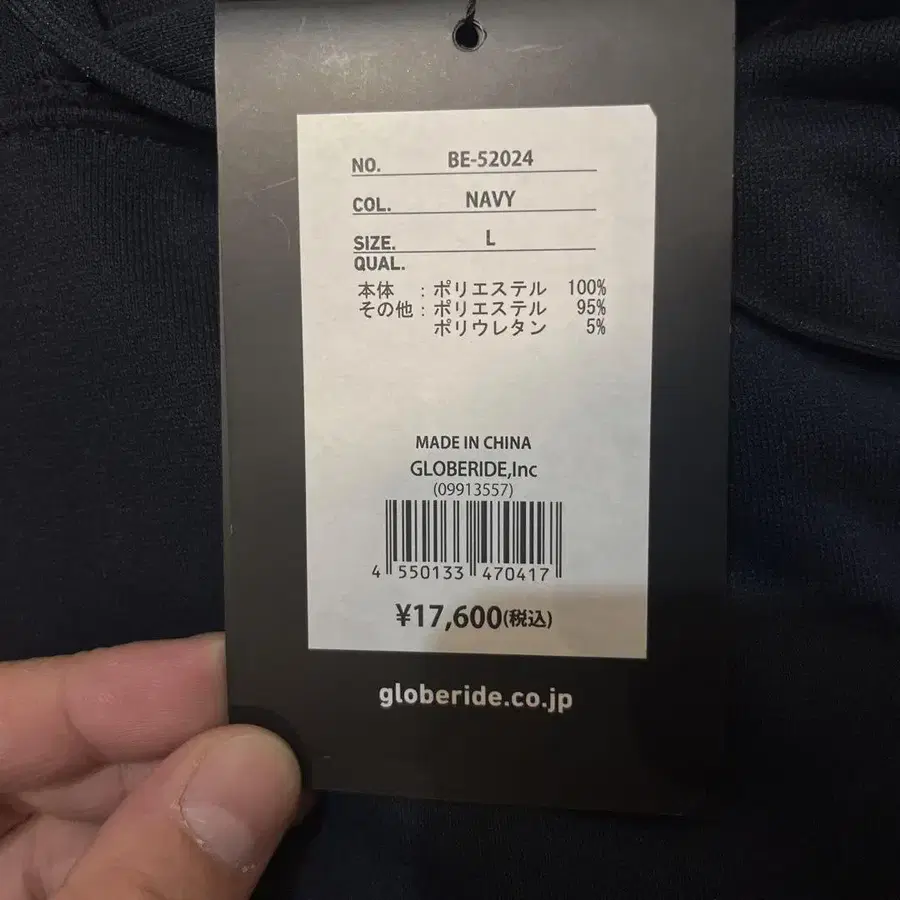 NO. BE-52024
COL. NAVY
SIZE. L
QUAL.
本体 : ポリエステル 100%
その他 : ポリエステル 95%
ポリウレタン 5%
MADE IN CHINA
GLOBERIDE,Inc
(09913557)
4 550133 470417
¥17,600(税込)
globeride.co.jp